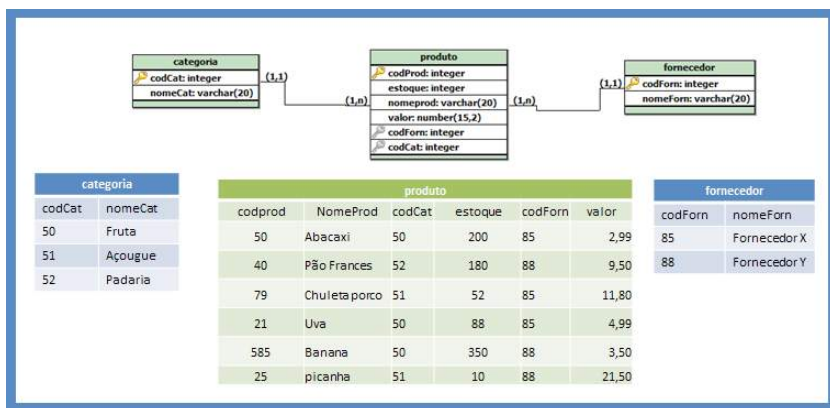 categoria
codCat: integer
nomeCat: varchar(20)
(1,1)
(1,n)
produto
codProd: integer
estoque: integer
nomeprod: varchar(20)
valor: number(15,2)
codForn: integer
codCat: integer
(1,n)
(1,1)
fornecedor
codForn: integer
nomeForn: varchar(20)
categoria
codCat nomeCat
50 Fruta
51 Açougue
52 Padaria
produto
codprod NomeProd codCat estoque codForn valor
50 Abacaxi 50 200 85 2,99
40 Pão Frances 52 180 88 9,50
79 Chuleta porco 51 52 85 11,80
21 Uva 50 88 85 4,99
585 Banana 50 350 88 3,50
25 picanha 51 10 88 21,50
fornecedor
codForn nomeForn
85 Fornecedor X
88 Fornecedor Y